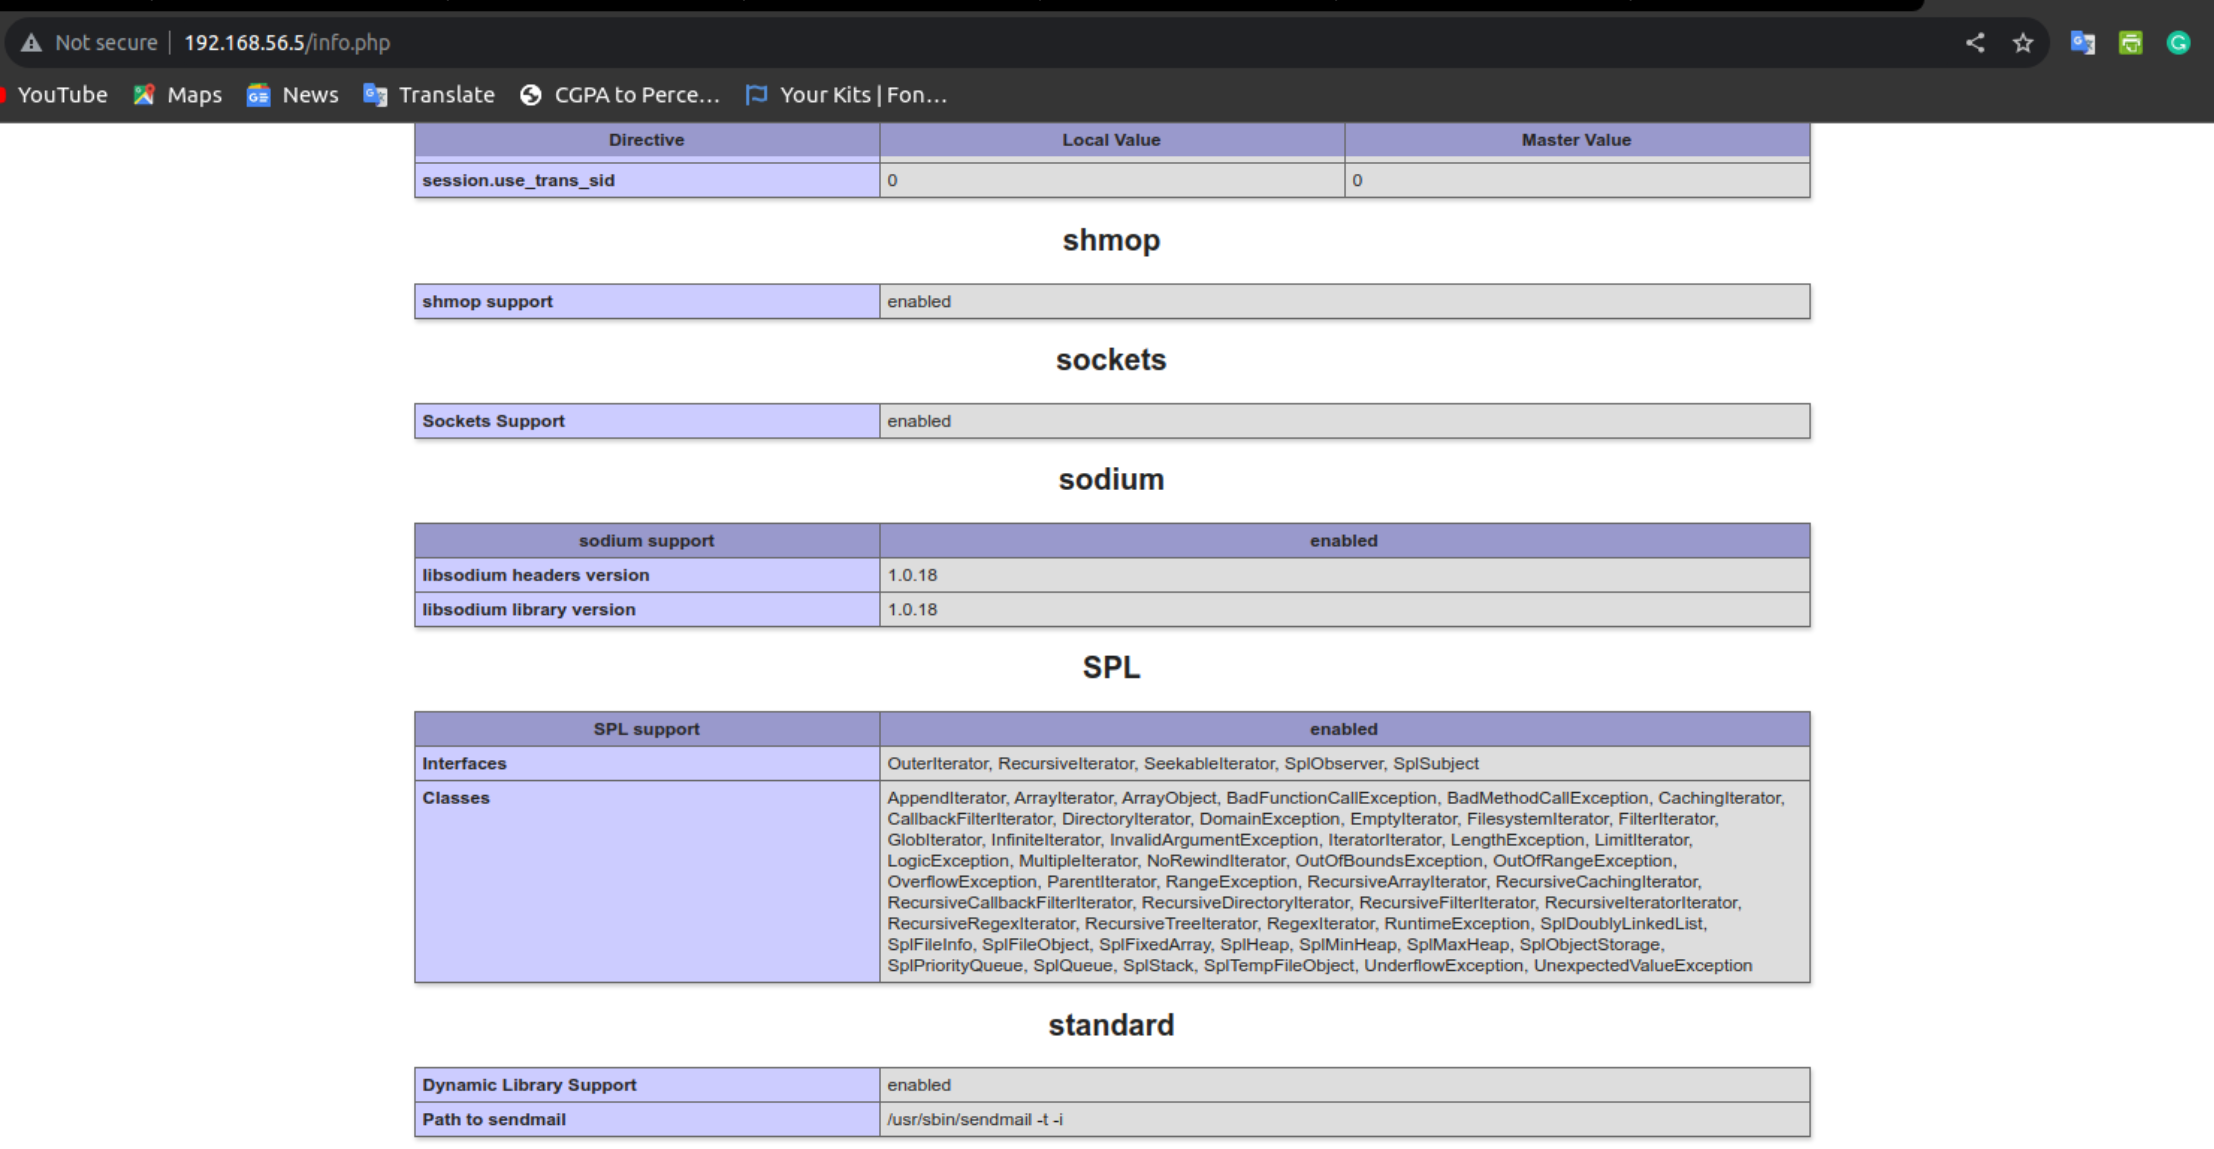 Not secure | 192.168.56.5/info.php
YouTube Maps News Translate CGPA to Perce... Your Kits | Fon...
Directive Local Value Master Value
session.use_trans_sid 0 0
shmop
shmop support enabled
sockets
Sockets Support enabled
sodium
sodium support enabled
libsodium headers version 1.0.18
libsodium library version 1.0.18
SPL
SPL support enabled
Interfaces OuterIterator, RecursiveIterator, SeekableIterator, SplObserver, SplSubject
Classes AppendIterator, ArrayIterator, ArrayObject, BadFunctionCallException, BadMethodCallException, CachingIterator,
CallbackFilterIterator, DirectoryIterator, DomainException, EmptyIterator, FilesystemIterator, FilterIterator,
GlobIterator, InfiniteIterator, InvalidArgumentException, IteratorIterator, LengthException, LimitIterator,
LogicException, MultipleIterator, NoRewindIterator, OutOfBoundsException, OutOfRangeException,
OverflowException, ParentIterator, RangeException, RecursiveArrayIterator, RecursiveCachingIterator,
RecursiveCallbackFilterIterator, RecursiveDirectoryIterator, RecursiveFilterIterator, RecursiveIteratorIterator,
RecursiveRegexIterator, RecursiveTreeIterator, RegexIterator, RuntimeException, SplDoublyLinkedList,
SplFileInfo, SplFileObject, SplFixedArray, SplHeap, SplMinHeap, SplMaxHeap, SplObjectStorage,
SplPriorityQueue, SplQueue, SplStack, SplTempFileObject, UnderflowException, UnexpectedValueException
standard
Dynamic Library Support enabled
Path to sendmail /usr/sbin/sendmail -t -i